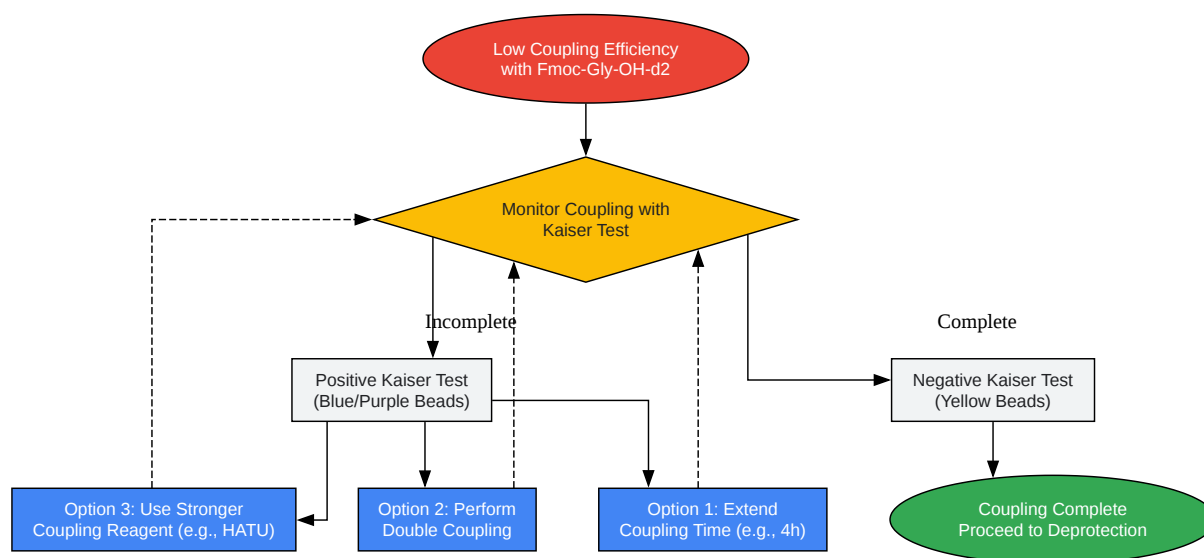 Low Coupling Efficiency
with Fmoc-Gly-OH-d2
Monitor Coupling with
Kaiser Test
Incomplete
Complete
Positive Kaiser Test
(Blue/Purple Beads)
Negative Kaiser Test
(Yellow Beads)
Option 3: Use Stronger
Coupling Reagent (e.g., HATU)
Option 2: Perform
Double Coupling
Option 1: Extend
Coupling Time (e.g., 4h)
Coupling Complete
Proceed to Deprotection